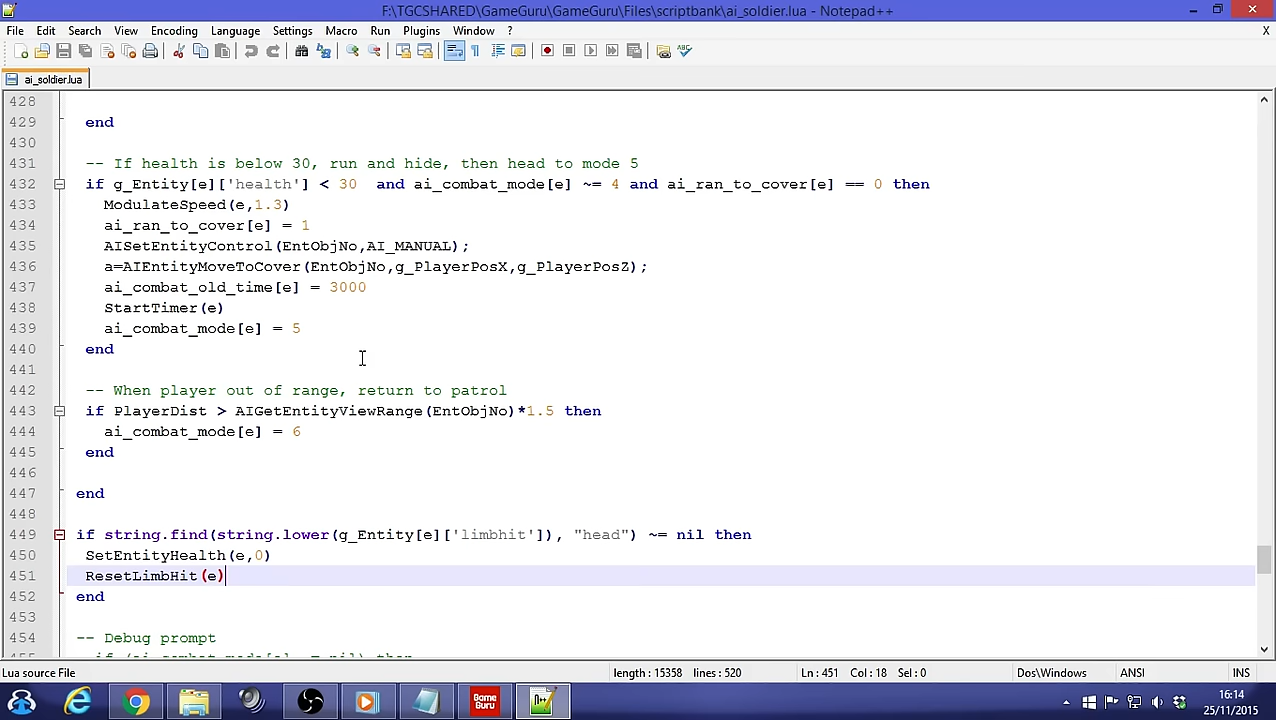 F:\TGCSHARED\GameGuru\GameGuru\Files\scriptbank\ai_soldier.lua - Notepad++
File Edit Search View Encoding Language Settings Macro Run Plugins Window ? X
ai_soldier.lua
428
429 end
430
431 -- If health is below 30, run and hide, then head to mode 5
432 if g_Entity[e]['health'] < 30  and ai_combat_mode[e] ~= 4 and ai_ran_to_cover[e] == 0 then
433 ModulateSpeed(e,1.3)
434 ai_ran_to_cover[e] = 1
435 AISetEntityControl(EntObjNo,AI_MANUAL);
436 a=AIEntityMoveToCover(EntObjNo,g_PlayerPosX,g_PlayerPosZ);
437 ai_combat_old_time[e] = 3000
438 StartTimer(e)
439 ai_combat_mode[e] = 5
440 end
441
442 -- When player out of range, return to patrol
443 if PlayerDist > AIGetEntityViewRange(EntObjNo)*1.5 then
444 ai_combat_mode[e] = 6
445 end
446
447 end
448
449 if string.find(string.lower(g_Entity[e]['limbhit']), "head") ~= nil then
450 SetEntityHealth(e,0)
451 ResetLimbHit(e)
452 end
453
454 -- Debug prompt
455 if (ai_combat_mode[e] ~= nil) then
Lua source File length : 15358 lines : 520 Ln : 451 Col : 18 Sel : 0 Dos\Windows ANSI INS
Game Guru
16:14
25/11/2015